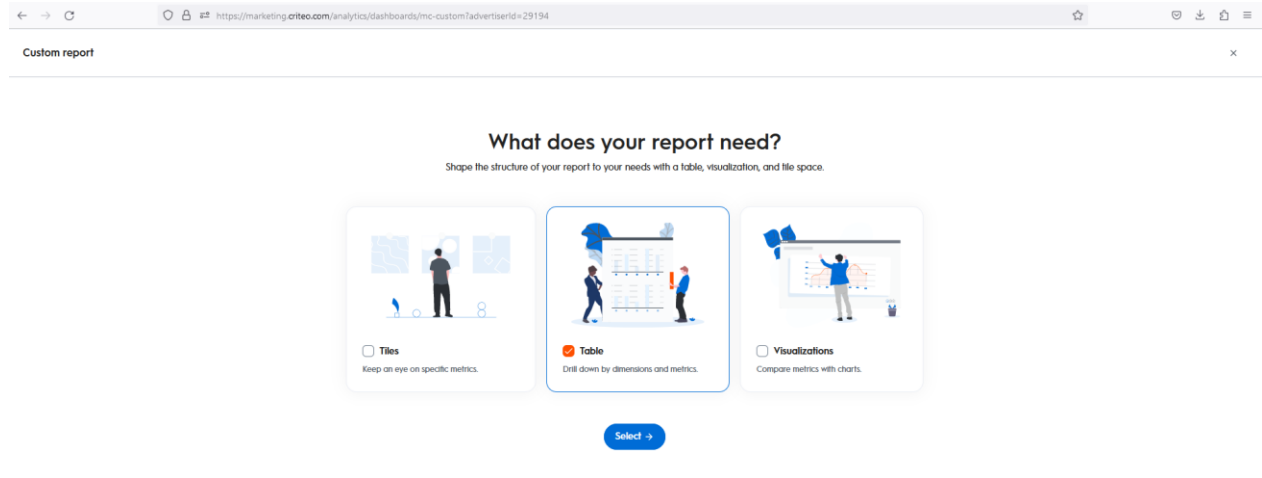 https://marketing.criteo.com/analytics/dashboards/mc-custom?advertiserId=29194
Custom report
What does your report need?
Shape the structure of your report to your needs with a table, visualization, and tile space.
Tiles
Keep an eye on specific metrics.
Table
Drill down by dimensions and metrics.
Visualizations
Compare metrics with charts.
Select →